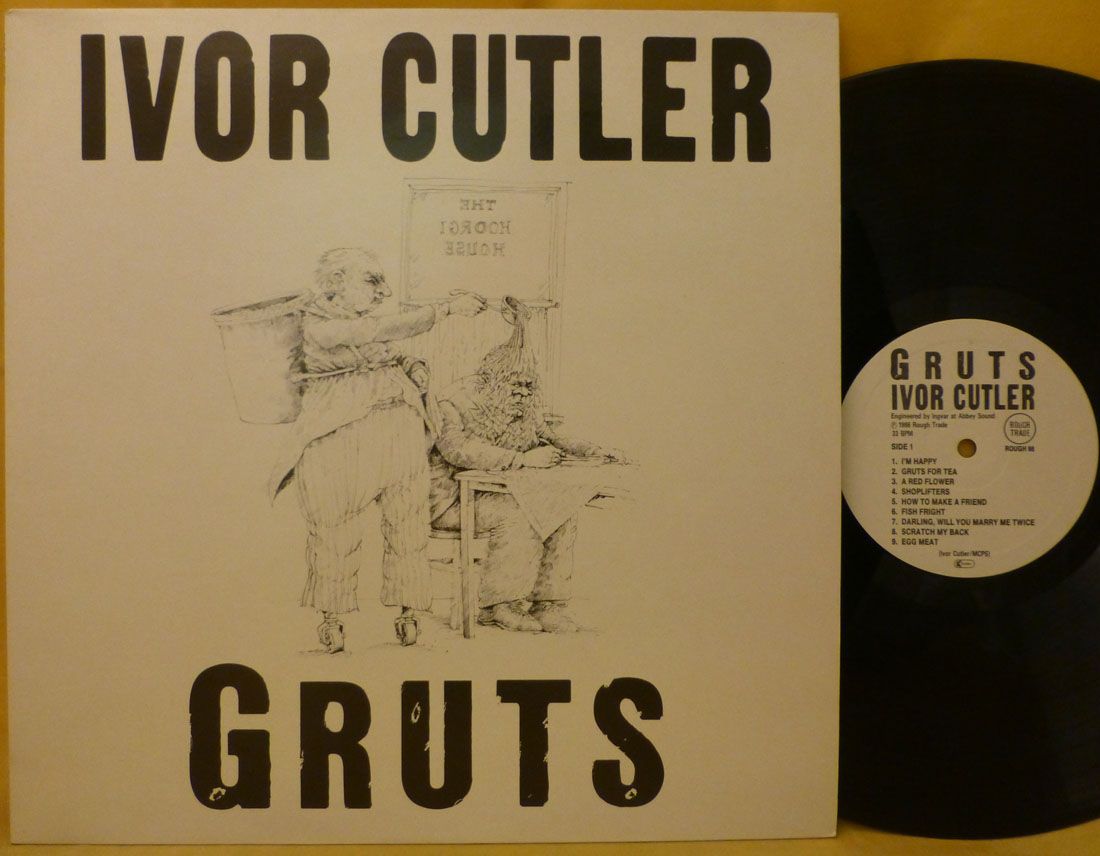 IVOR CUTLER
THE
HOORGI
HOUSE
GRUTS
GRUTS
IVOR CUTLER
Engineered by Ingvar at Abbey Sound
℗ 1986 Rough Trade
33 RPM
SIDE 1
ROUGH
TRADE
ROUGH 98
1. I'M HAPPY
2. GRUTS FOR TEA
3. A RED FLOWER
4. SHOPLIFTERS
5. HOW TO MAKE A FRIEND
6. FISH FRIGHT
7. DARLING, WILL YOU MARRY ME TWICE
8. SCRATCH MY BACK
9. EGG MEAT
(Ivor Cutler/MCPS)